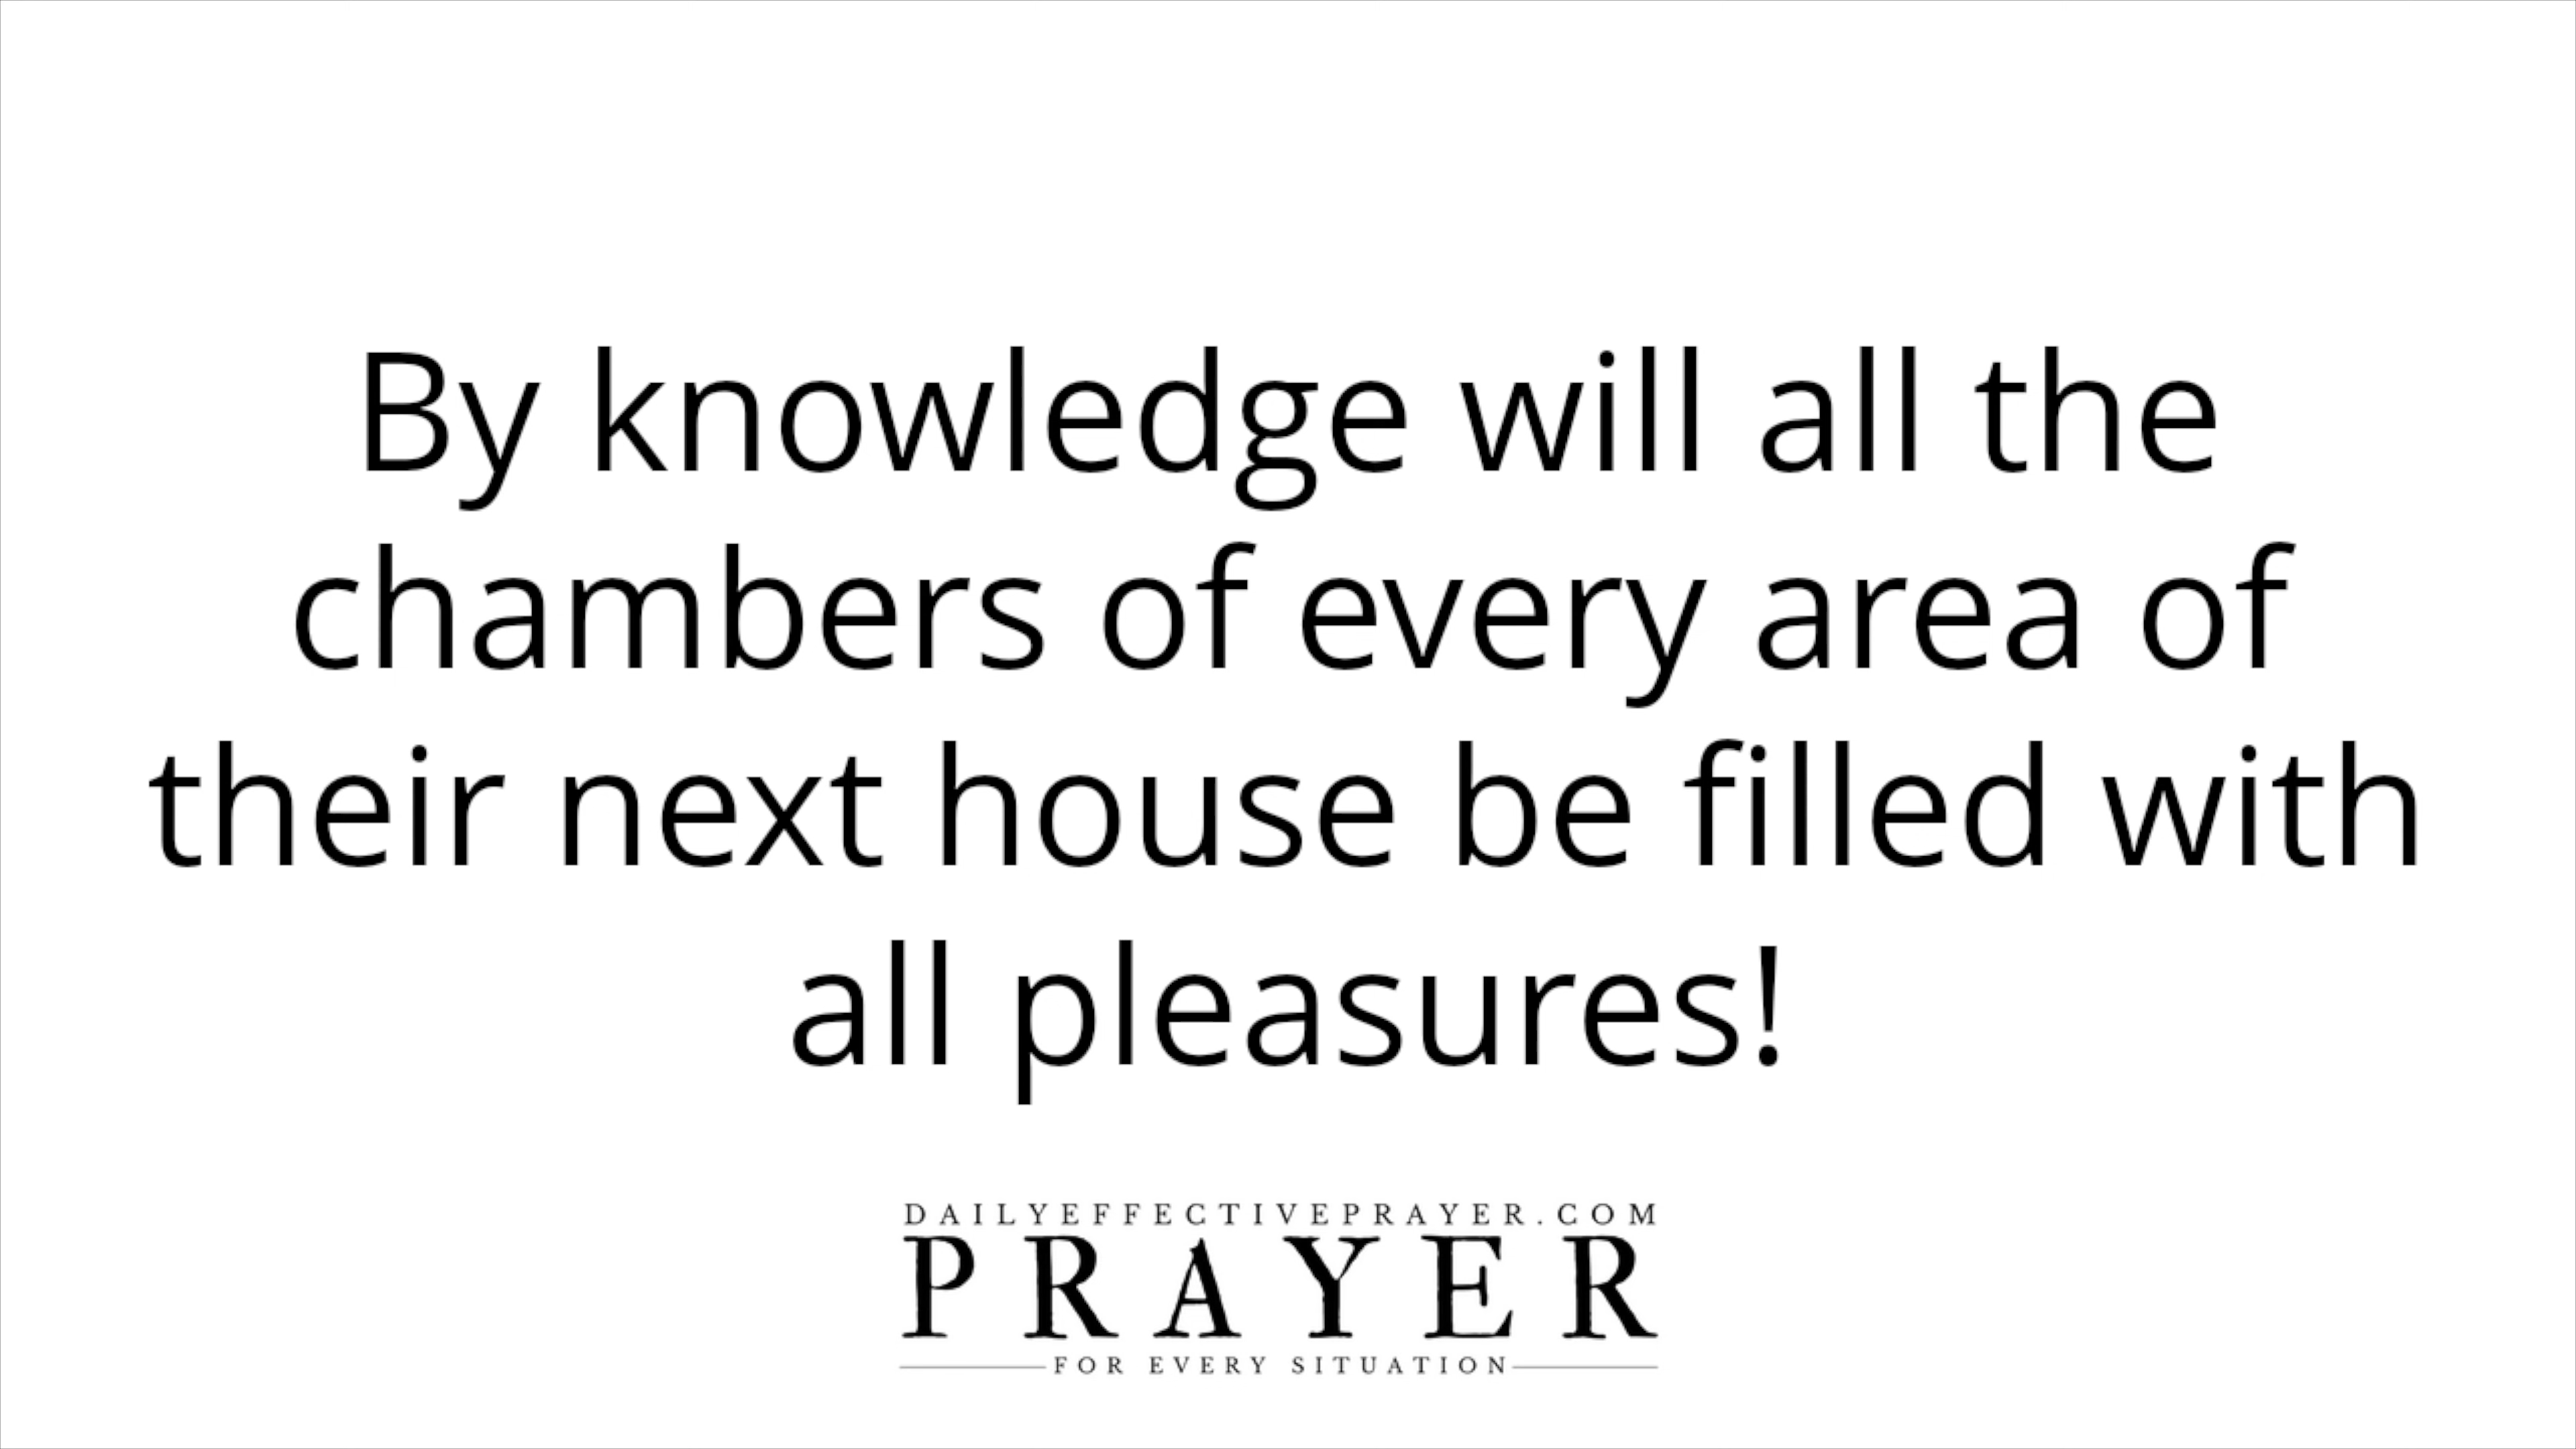 By knowledge will all the
chambers of every area of
their next house be filled with
all pleasures!
DAILYEFFECTIVEPRAYER.COM
PRAYER
FOR EVERY SITUATION